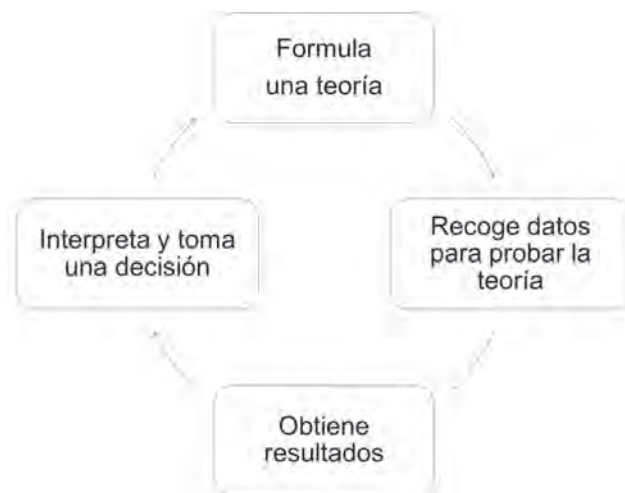 Formula
una teoría
Recoge datos
para probar la
teoría
Obtiene
resultados
Interpreta y toma
una decisión